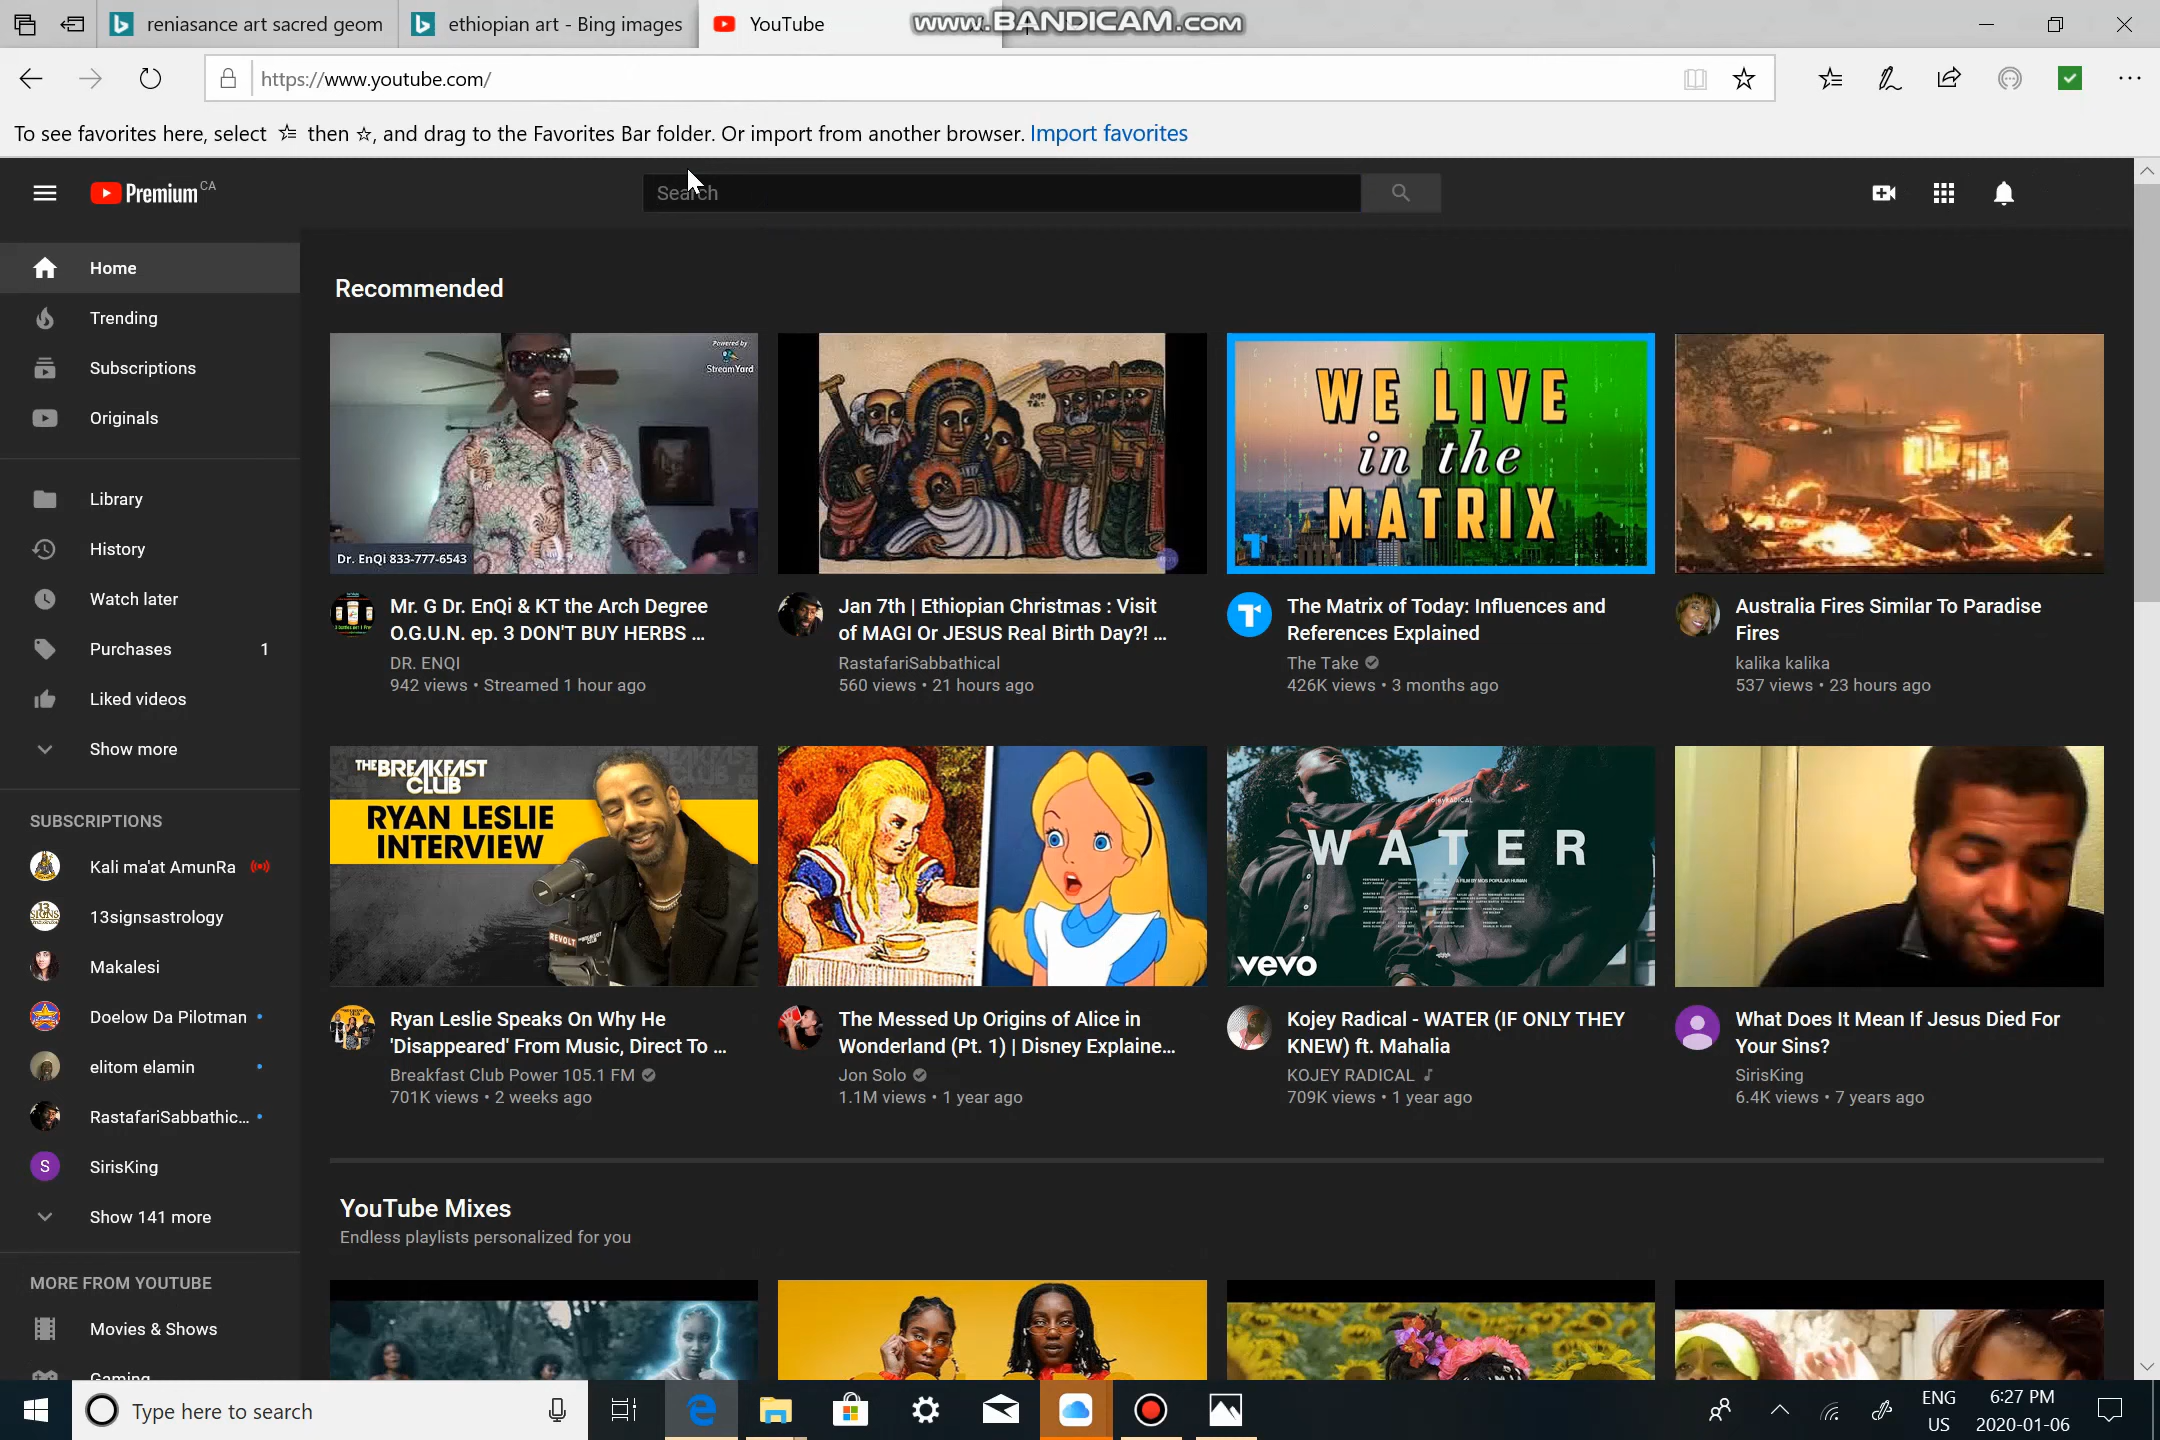 reniasance art sacred geom
ethiopian art - Bing images
YouTube
www.BANDICAM.com
https://www.youtube.com/
To see favorites here, select then , and drag to the Favorites Bar folder. Or import from another browser. Import favorites
Premium CA
Search
Home
Trending
Subscriptions
Originals
Library
History
Watch later
Purchases 1
Liked videos
Show more
SUBSCRIPTIONS
Kali ma'at AmunRa
13signsastrology
Makalesi
Doelow Da Pilotman
elitom elamin
RastafariSabbathic...
S SirisKing
Show 141 more
MORE FROM YOUTUBE
Movies & Shows
Gaming
Recommended
Powered by
StreamYard
Dr. EnQi 833-777-6543
Mr. G Dr. EnQi & KT the Arch Degree
O.G.U.N. ep. 3 DON'T BUY HERBS ...
DR. ENQI
942 views • Streamed 1 hour ago
Jan 7th | Ethiopian Christmas : Visit
of MAGI Or JESUS Real Birth Day?! ...
RastafariSabbathical
560 views • 21 hours ago
WE LIVE
in the
MATRIX
The Matrix of Today: Influences and
References Explained
The Take
426K views • 3 months ago
Australia Fires Similar To Paradise
Fires
kalika kalika
537 views • 23 hours ago
THE BREAKFAST
CLUB
RYAN LESLIE
INTERVIEW
REVOLT
Ryan Leslie Speaks On Why He
'Disappeared' From Music, Direct To ...
Breakfast Club Power 105.1 FM
701K views • 2 weeks ago
The Messed Up Origins of Alice in
Wonderland (Pt. 1) | Disney Explaine...
Jon Solo
1.1M views • 1 year ago
KojeyRADICAL
WATER
vevo
Kojey Radical - WATER (IF ONLY THEY
KNEW) ft. Mahalia
KOJEY RADICAL
709K views • 1 year ago
What Does It Mean If Jesus Died For
Your Sins?
SirisKing
6.4K views • 7 years ago
YouTube Mixes
Endless playlists personalized for you
Type here to search
ENG
US
6:27 PM
2020-01-06